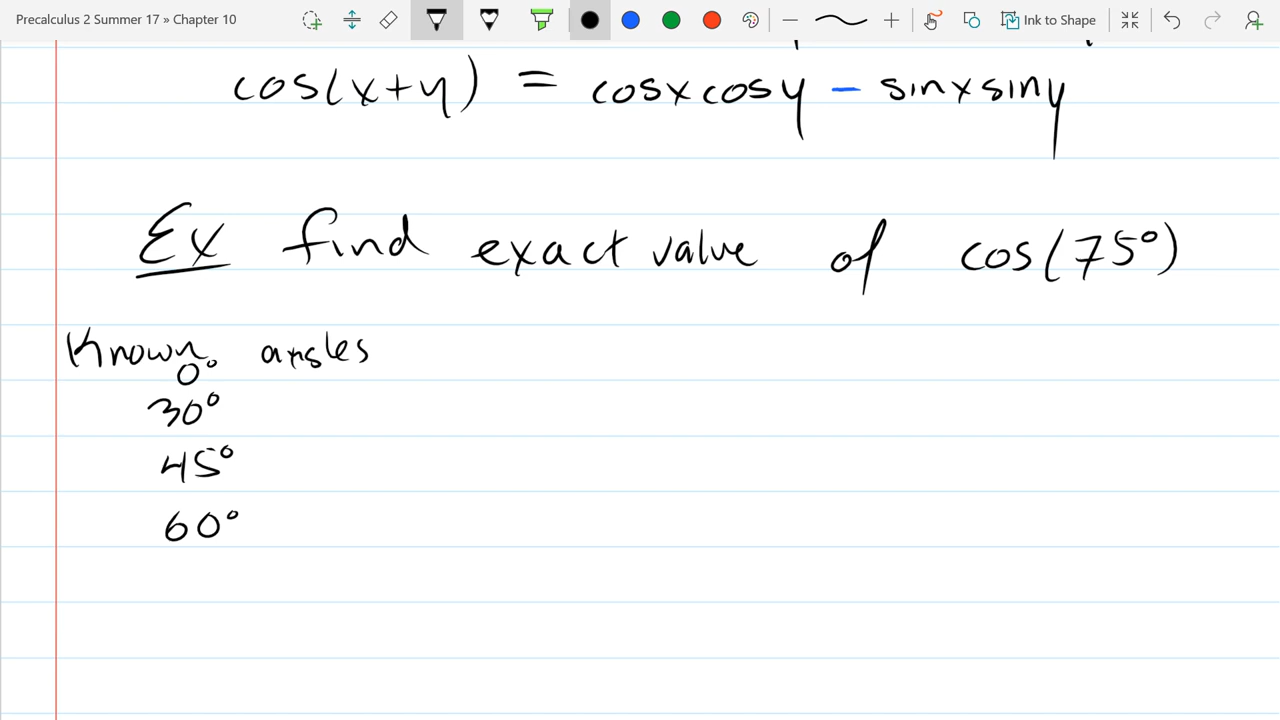 Precalculus 2 Summer 17 » Chapter 10
Ink to Shape
cos(x+y) = cosxcosy - sinxsiny
Ex find exact value of cos(75°)
Known angles
0°
30°
45°
60°